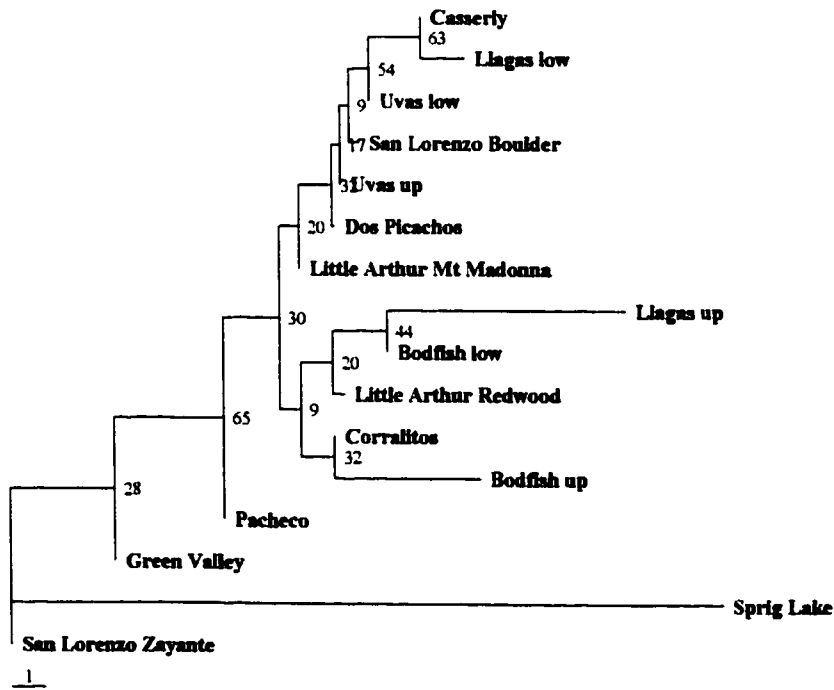 Casserly
63
Llagas low
54
9 Uvas low
17 San Lorenzo Boulder
Uvas up
20 Dos Picachos
Little Arthur Mt Madonna
Llagas up
30
44
Bodfish low
20
Little Arthur Redwood
9
65
Corralitos
32
Bodfish up
28
Pacheco
Green Valley
Sprig Lake
San Lorenzo Zayante
1